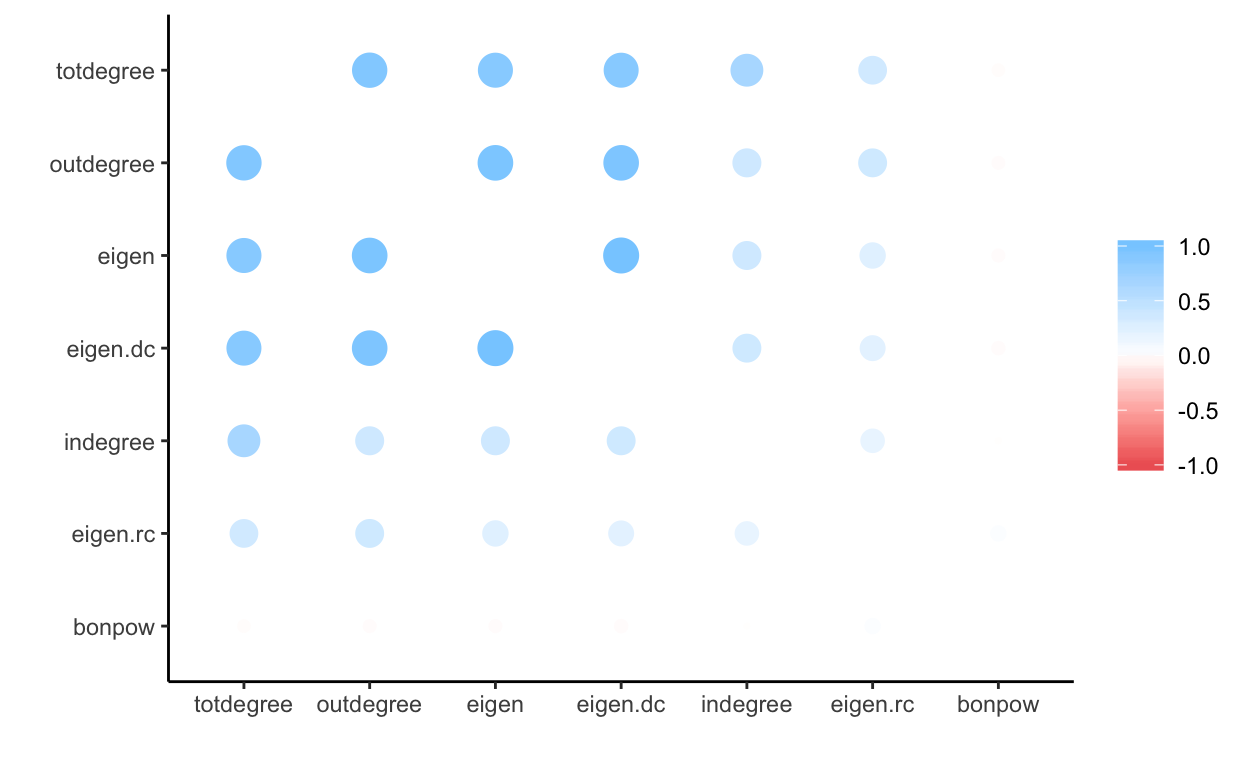 totdegree
outdegree
eigen
eigen.dc
indegree
eigen.rc
bonpow
totdegree outdegree eigen eigen.dc indegree eigen.rc bonpow
1.0
0.5
0.0
-0.5
-1.0